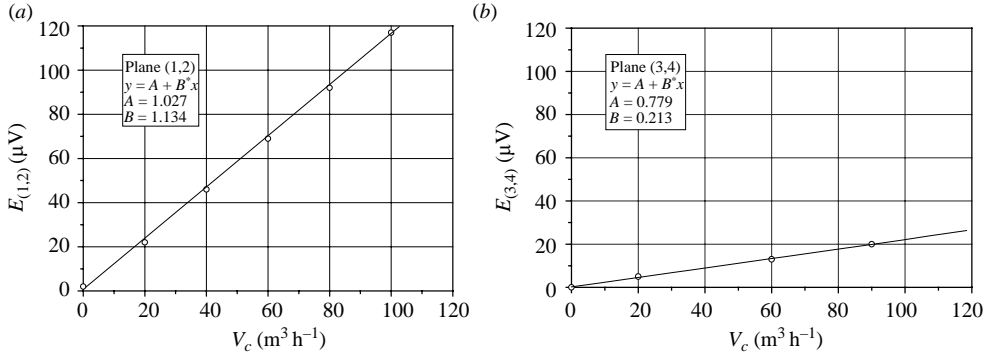 (a)
120
100
80
60
40
20
0
E(1,2) (μV)
Plane (1,2)
y = A + B*x
A = 1.027
B = 1.134
0 20 40 60 80 100 120
Vc (m³ h⁻¹)
(b)
120
100
80
60
40
20
0
E(3,4) (μV)
Plane (3,4)
y = A + B*x
A = 0.779
B = 0.213
0 20 40 60 80 100 120
Vc (m³ h⁻¹)